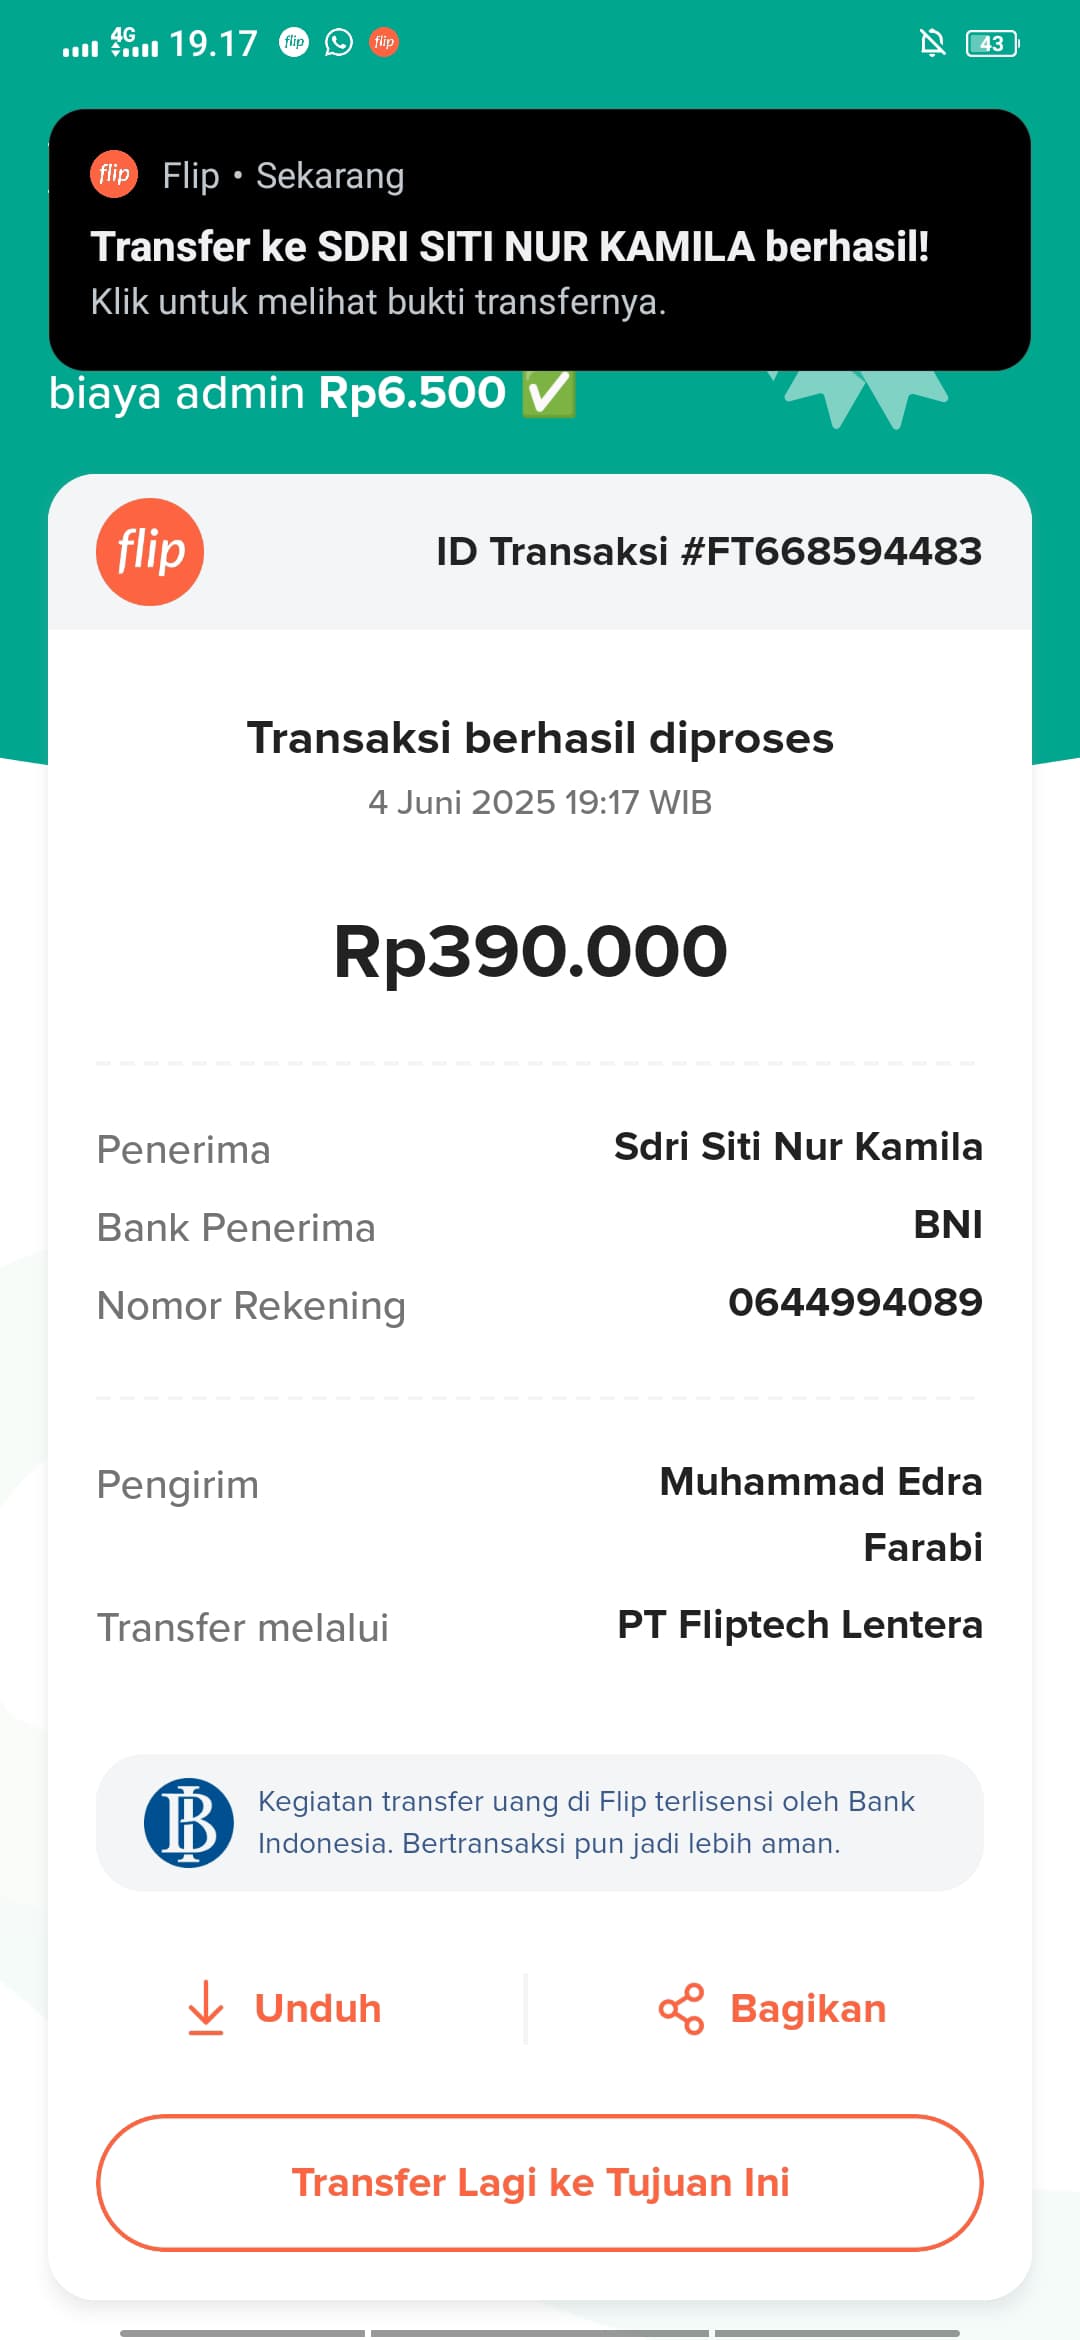 4G 19.17 flip flip 43
flip Flip • Sekarang
Transfer ke SDRI SITI NUR KAMILA berhasil!
Klik untuk melihat bukti transfernya.
biaya admin Rp6.500 ✅
flip ID Transaksi #FT668594483
Transaksi berhasil diproses
4 Juni 2025 19:17 WIB
Rp390.000
Penerima Sdri Siti Nur Kamila
Bank Penerima BNI
Nomor Rekening 0644994089
Pengirim Muhammad Edra
Farabi
Transfer melalui PT Fliptech Lentera
Kegiatan transfer uang di Flip terlisensi oleh Bank
Indonesia. Bertransaksi pun jadi lebih aman.
Unduh Bagikan
Transfer Lagi ke Tujuan Ini